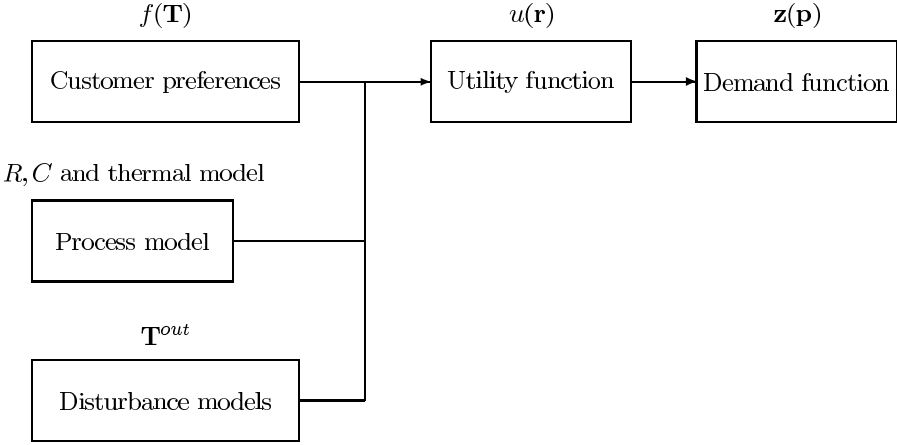 f(T)
u(r)
z(p)
Customer preferences
Utility function
Demand function
R, C and thermal model
Process model
T^out
Disturbance models